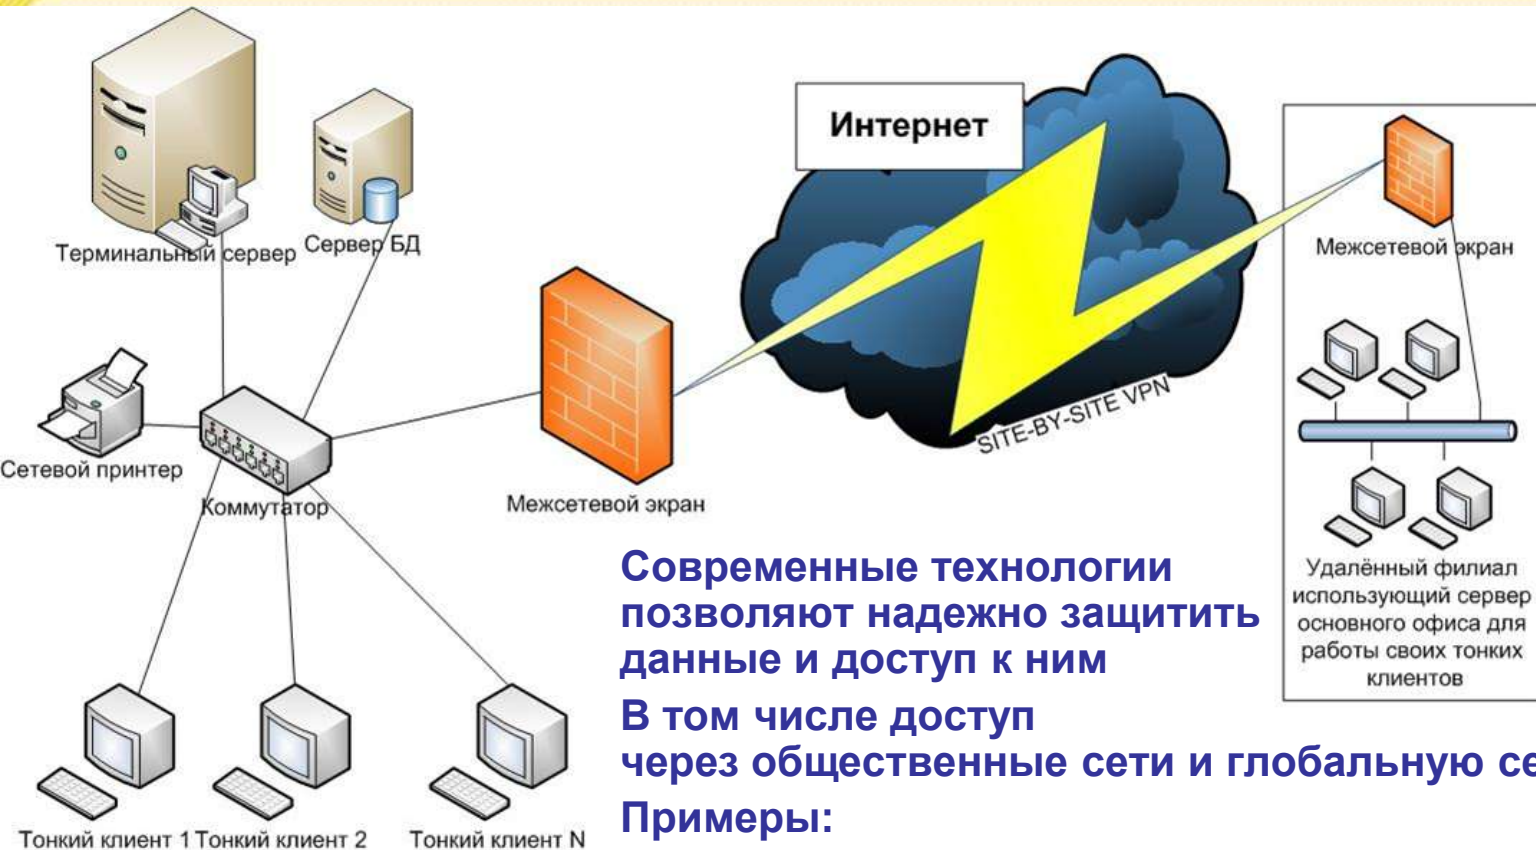 Интернет
Терминальный сервер
Сервер БД
Межсетевой экран
SITE-BY-SITE VPN
Сетевой принтер
Коммутатор
Межсетевой экран
Удалённый филиал
использующий сервер
основного офиса для
работы своих тонких
клиентов
Современные технологии
позволяют надежно защитить
данные и доступ к ним
В том числе доступ
через общественные сети и глобальную
Примеры:
Тонкий клиент 1
Тонкий клиент 2
Тонкий клиент N